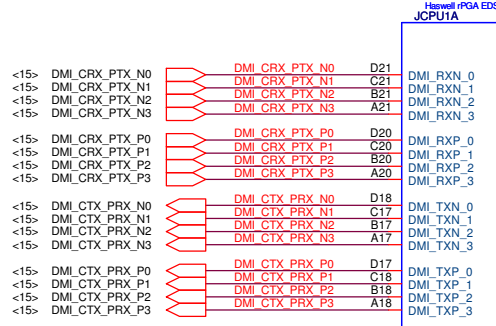 Haswell rPGA EDS
JCPU1A
<15> DMI_CRX_PTX_N0 DMI_CRX_PTX_N0 D21 DMI_RXN_0
<15> DMI_CRX_PTX_N1 DMI_CRX_PTX_N1 C21 DMI_RXN_1
<15> DMI_CRX_PTX_N2 DMI_CRX_PTX_N2 B21 DMI_RXN_2
<15> DMI_CRX_PTX_N3 DMI_CRX_PTX_N3 A21 DMI_RXN_3
<15> DMI_CRX_PTX_P0 DMI_CRX_PTX_P0 D20 DMI_RXP_0
<15> DMI_CRX_PTX_P1 DMI_CRX_PTX_P1 C20 DMI_RXP_1
<15> DMI_CRX_PTX_P2 DMI_CRX_PTX_P2 B20 DMI_RXP_2
<15> DMI_CRX_PTX_P3 DMI_CRX_PTX_P3 A20 DMI_RXP_3
<15> DMI_CTX_PRX_N0 DMI_CTX_PRX_N0 D18 DMI_TXN_0
<15> DMI_CTX_PRX_N1 DMI_CTX_PRX_N1 C17 DMI_TXN_1
<15> DMI_CTX_PRX_N2 DMI_CTX_PRX_N2 B17 DMI_TXN_2
<15> DMI_CTX_PRX_N3 DMI_CTX_PRX_N3 A17 DMI_TXN_3
<15> DMI_CTX_PRX_P0 DMI_CTX_PRX_P0 D17 DMI_TXP_0
<15> DMI_CTX_PRX_P1 DMI_CTX_PRX_P1 C18 DMI_TXP_1
<15> DMI_CTX_PRX_P2 DMI_CTX_PRX_P2 B18 DMI_TXP_2
<15> DMI_CTX_PRX_P3 DMI_CTX_PRX_P3 A18 DMI_TXP_3